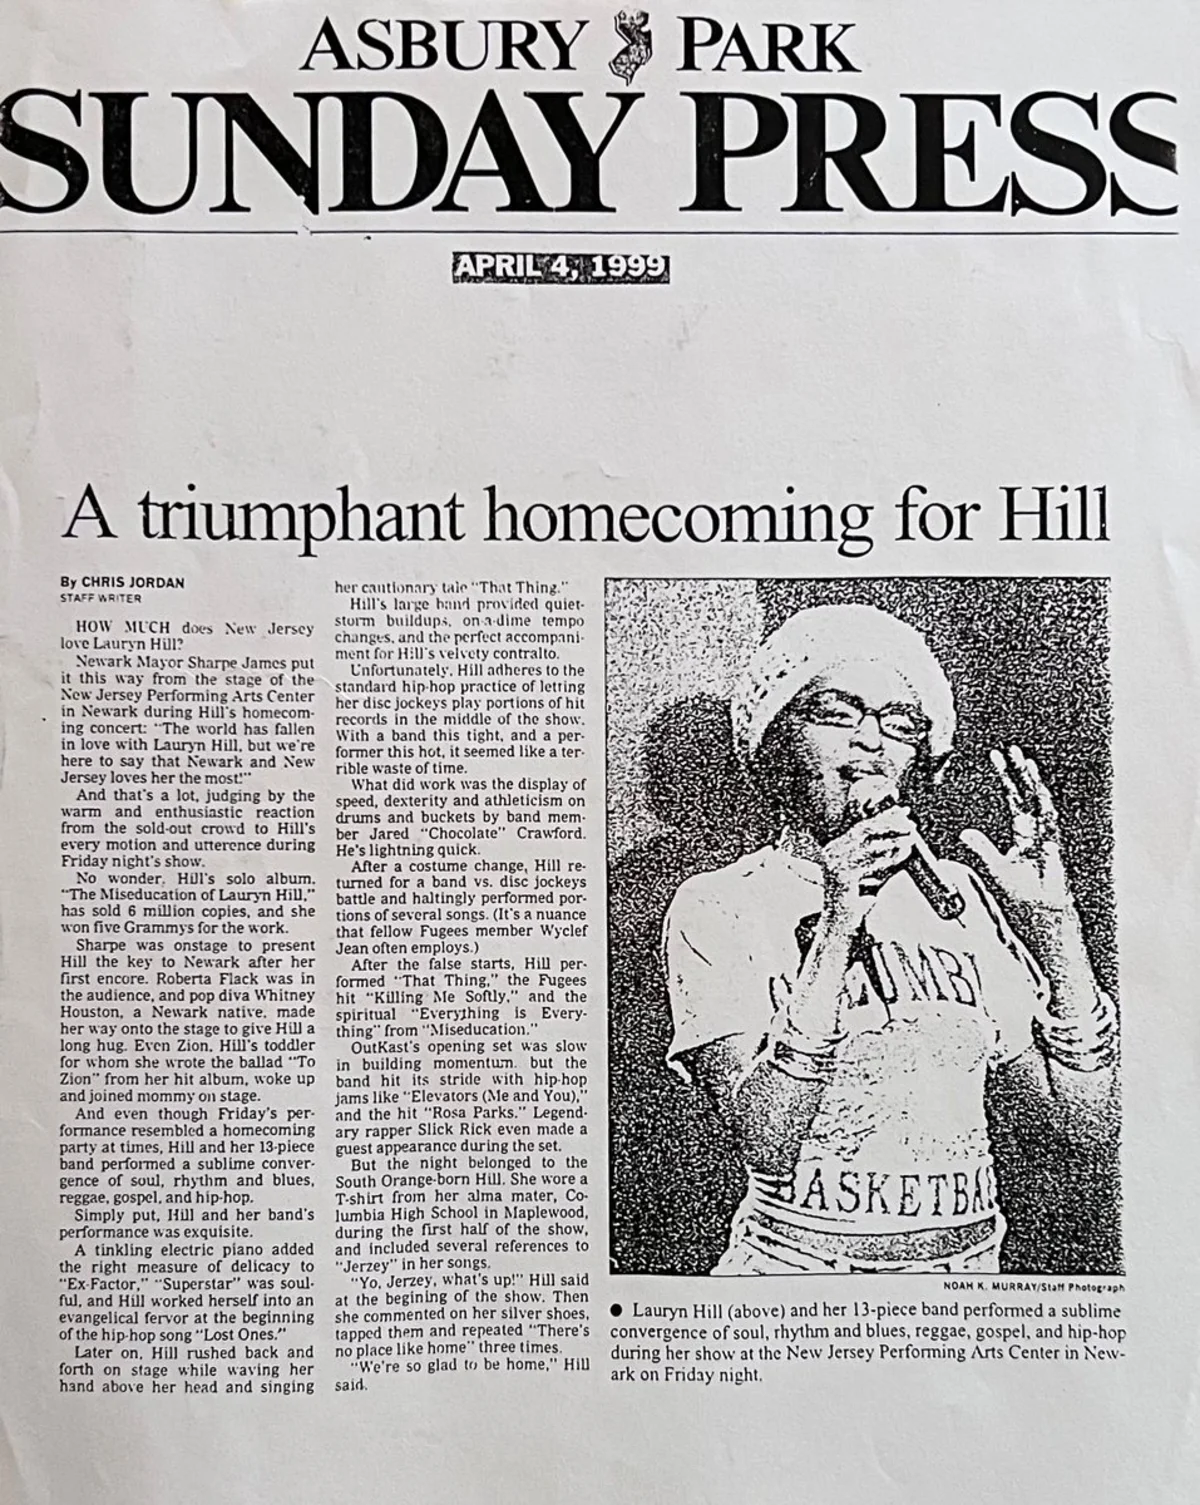 ASBURY PARK
SUNDAY PRESS
APRIL 4, 1999
A triumphant homecoming for Hill
By CHRIS JORDAN
STAFF WRITER
HOW MUCH does New Jersey
love Lauryn Hill?
Newark Mayor Sharpe James put
it this way from the stage of the
New Jersey Performing Arts Center
in Newark during Hill's homecom-
ing concert: "The world has fallen
in love with Lauryn Hill, but we're
here to say that Newark and New
Jersey loves her the most!"
And that's a lot, judging by the
warm and enthusiastic reaction
from the sold-out crowd to Hill's
every motion and utterence during
Friday night's show.
No wonder. Hill's solo album,
"The Miseducation of Lauryn Hill,"
has sold 6 million copies, and she
won five Grammys for the work.
Sharpe was onstage to present
Hill the key to Newark after her
first encore. Roberta Flack was in
the audience, and pop diva Whitney
Houston, a Newark native, made
her way onto the stage to give Hill a
long hug. Even Zion, Hill's toddler
for whom she wrote the ballad "To
Zion" from her hit album, woke up
and joined mommy on stage.
And even though Friday's per-
formance resembled a homecoming
party at times, Hill and her 13-piece
band performed a sublime conver-
gence of soul, rhythm and blues,
reggae, gospel, and hip-hop.
Simply put, Hill and her band's
performance was exquisite.
A tinkling electric piano added
the right measure of delicacy to
"Ex-Factor," "Superstar" was soul-
ful, and Hill worked herself into an
evangelical fervor at the beginning
of the hip-hop song "Lost Ones."
Later on, Hill rushed back and
forth on stage while waving her
hand above her head and singing
her cautionary tale "That Thing."
Hill's large band provided quiet-
storm buildups, on-a-dime tempo
changes, and the perfect accompani-
ment for Hill's velvety contralto.
Unfortunately, Hill adheres to the
standard hip-hop practice of letting
her disc jockeys play portions of hit
records in the middle of the show.
With a band this tight, and a per-
former this hot, it seemed like a ter-
rible waste of time.
What did work was the display of
speed, dexterity and athleticism on
drums and buckets by band mem-
ber Jared "Chocolate" Crawford.
He's lightning quick.
After a costume change, Hill re-
turned for a band vs. disc jockeys
battle and haltingly performed por-
tions of several songs. (It's a nuance
that fellow Fugees member Wyclef
Jean often employs.)
After the false starts, Hill per-
formed "That Thing," the Fugees
hit "Killing Me Softly," and the
spiritual "Everything is Every-
thing" from "Miseducation."
OutKast's opening set was slow
in building momentum, but the
band hit its stride with hip-hop
jams like "Elevators (Me and You),"
and the hit "Rosa Parks." Legend-
ary rapper Slick Rick even made a
guest appearance during the set.
But the night belonged to the
South Orange-born Hill. She wore a
T-shirt from her alma mater, Co-
lumbia High School in Maplewood,
during the first half of the show,
and included several references to
"Jerzey" in her songs.
"Yo, Jerzey, what's up!" Hill said
at the begining of the show. Then
she commented on her silver shoes,
tapped them and repeated "There's
no place like home" three times.
"We're so glad to be home," Hill
said.
LUMBI
BASKETBA
NOAH K. MURRAY/Staff Photograph
● Lauryn Hill (above) and her 13-piece band performed a sublime
convergence of soul, rhythm and blues, reggae, gospel, and hip-hop
during her show at the New Jersey Performing Arts Center in New-
ark on Friday night.